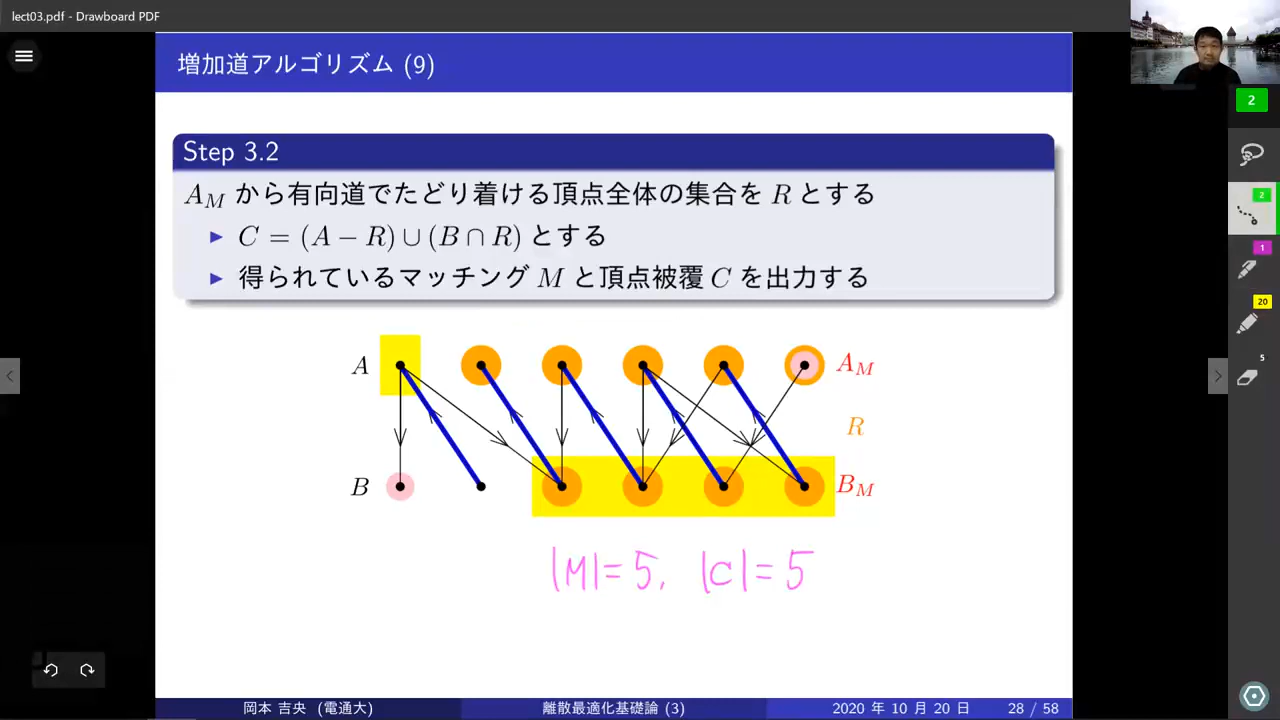 lect03.pdf - Drawboard PDF
増加道アルゴリズム (9)
2
Step 3.2
A_M から有向道でたどり着ける頂点全体の集合を R とする
▶ C = (A − R) ∪ (B ∩ R) とする
▶ 得られているマッチング M と頂点被覆 C を出力する
2
1
20
5
A A_M
R
B B_M
|M|=5, |C|=5
岡本 吉央 (電通大) 離散最適化基礎論 (3) 2020 年 10 月 20 日 28 / 58